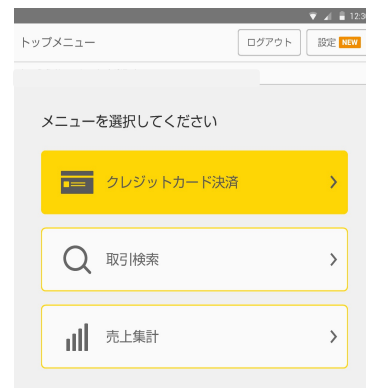 12:30
トップメニュー
ログアウト
設定 NEW
メニューを選択してください
クレジットカード決済
取引検索
売上集計